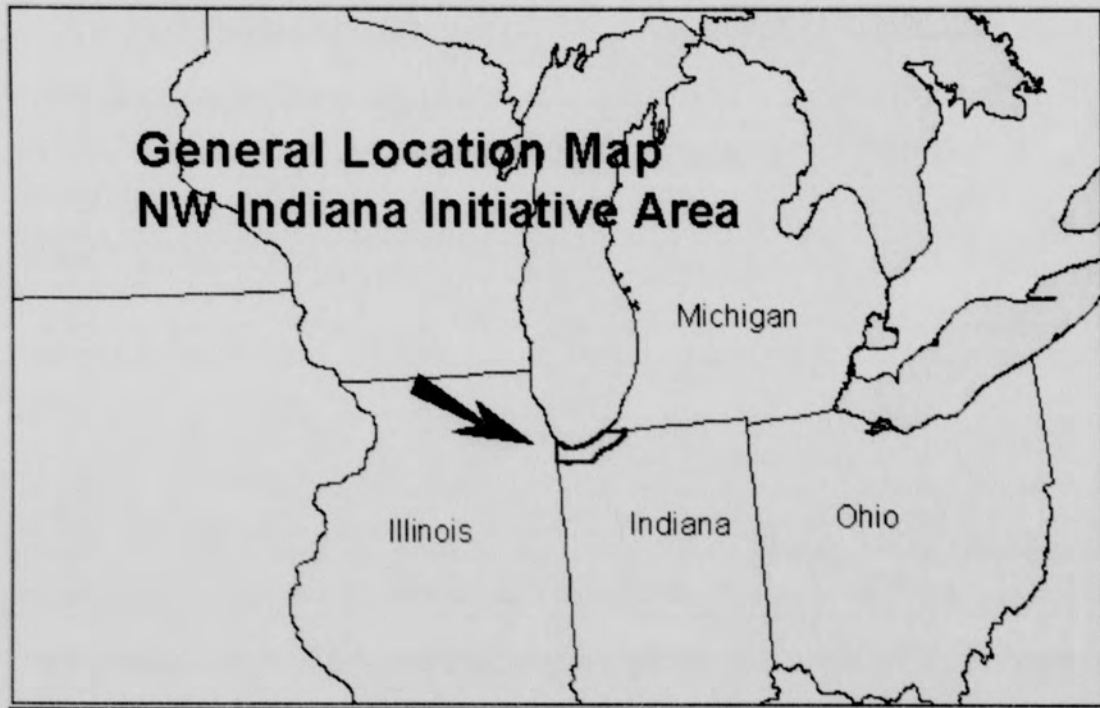 General Location Map
NW Indiana Initiative Area
Michigan
Illinois
Indiana
Ohio